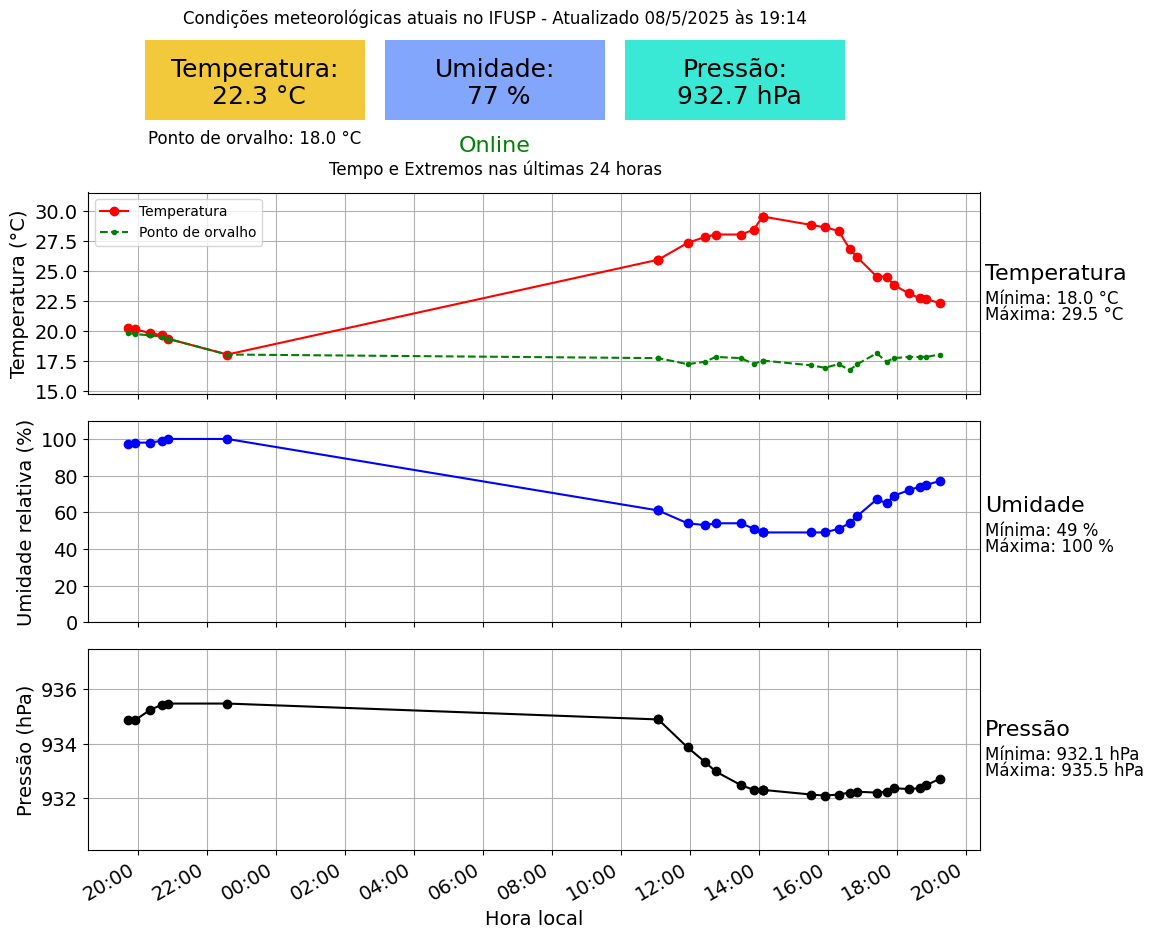 Condições meteorológicas atuais no IFUSP - Atualizado 08/5/2025 às 19:14
Temperatura:
22.3 °C
Umidade:
77 %
Pressão:
932.7 hPa
Ponto de orvalho: 18.0 °C
Online
Tempo e Extremos nas últimas 24 horas
Temperatura (°C)
30.0
27.5
25.0
22.5
20.0
17.5
15.0
Temperatura
Ponto de orvalho
Temperatura
Mínima: 18.0 °C
Máxima: 29.5 °C
Umidade relativa (%)
100
80
60
40
20
0
Umidade
Mínima: 49 %
Máxima: 100 %
Pressão (hPa)
936
934
932
Pressão
Mínima: 932.1 hPa
Máxima: 935.5 hPa
20:00 22:00 00:00 02:00 04:00 06:00 08:00 10:00 12:00 14:00 16:00 18:00 20:00
Hora local